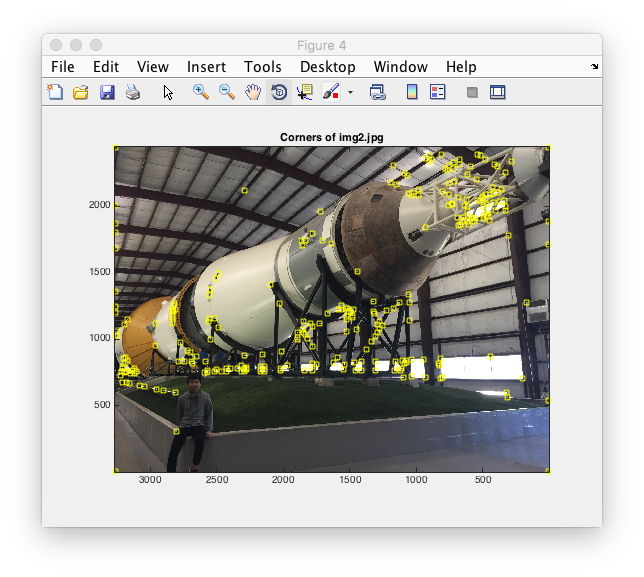 Figure 4
File Edit View Insert Tools Desktop Window Help
Corners of img2.jpg
2000
1500
1000
500
3000 2500 2000 1500 1000 500